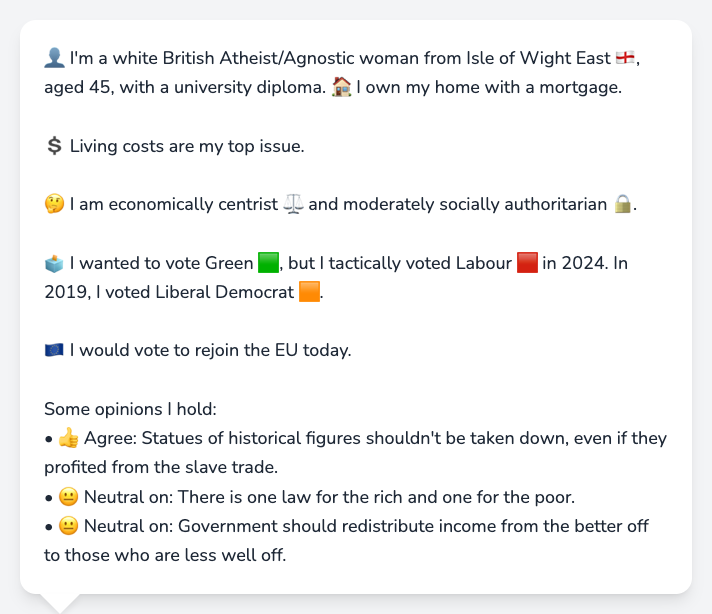 👤 I'm a white British Atheist/Agnostic woman from Isle of Wight East 🏴󠁧󠁢󠁥󠁮󠁧󠁿,
aged 45, with a university diploma. 🏠 I own my home with a mortgage.
💲 Living costs are my top issue.
🤔 I am economically centrist ⚖️ and moderately socially authoritarian 🔒.
🗳️ I wanted to vote Green 🟩, but I tactically voted Labour 🟥 in 2024. In
2019, I voted Liberal Democrat 🟧.
🇪🇺 I would vote to rejoin the EU today.
Some opinions I hold:
• 👍 Agree: Statues of historical figures shouldn't be taken down, even if they
profited from the slave trade.
• 😐 Neutral on: There is one law for the rich and one for the poor.
• 😐 Neutral on: Government should redistribute income from the better off
to those who are less well off.